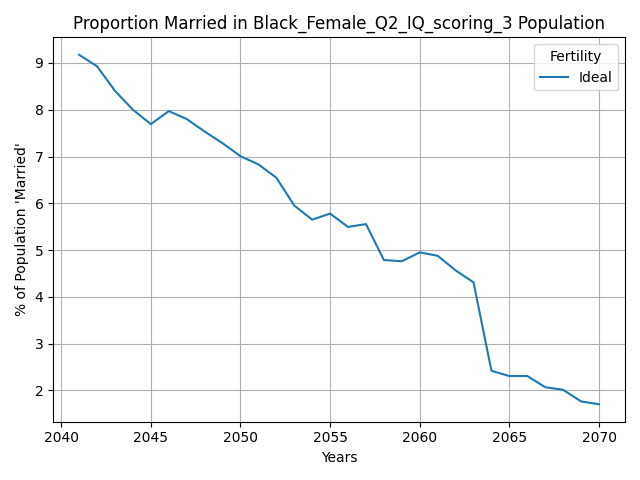 Proportion Married in Black_Female_Q2_IQ_scoring_3 Population
% of Population 'Married'
9
8
7
6
5
4
3
2
Fertility
Ideal
2040 2045 2050 2055 2060 2065 2070
Years